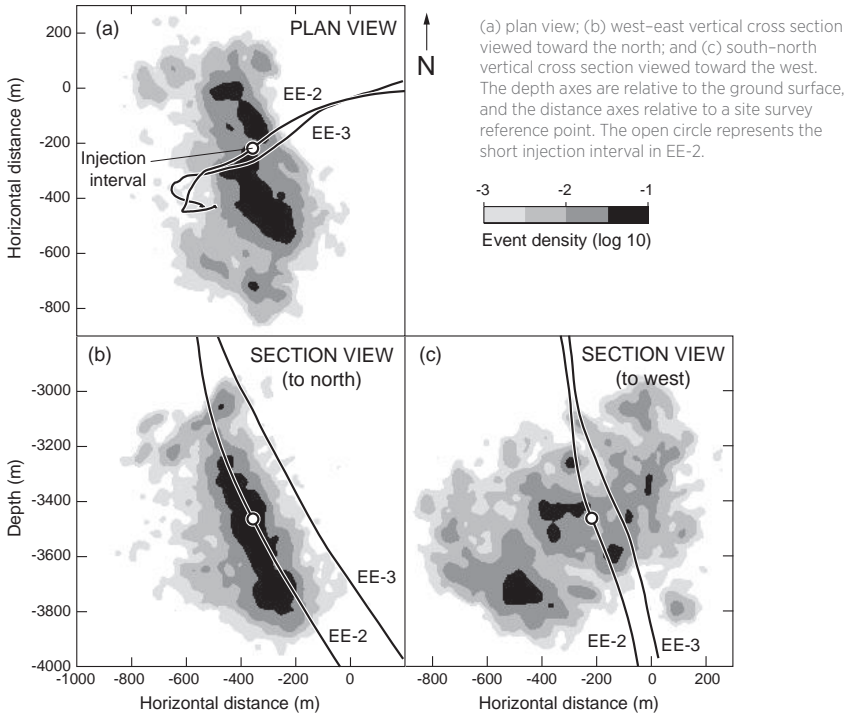 (a)
PLAN VIEW
200
0
-200
-400
-600
-800
Horizontal distance (m)
EE-2
EE-3
Injection
interval
N
(a) plan view; (b) west–east vertical cross section
viewed toward the north; and (c) south–north
vertical cross section viewed toward the west.
The depth axes are relative to the ground surface,
and the distance axes relative to a site survey
reference point. The open circle represents the
short injection interval in EE-2.
-3 -2 -1
Event density (log 10)
(b)
SECTION VIEW
(to north)
-3000
-3200
-3400
-3600
-3800
-4000
Depth (m)
EE-3
EE-2
-1000 -800 -600 -400 -200 0
Horizontal distance (m)
(c)
SECTION VIEW
(to west)
EE-2
EE-3
-800 -600 -400 -200 0 200
Horizontal distance (m)